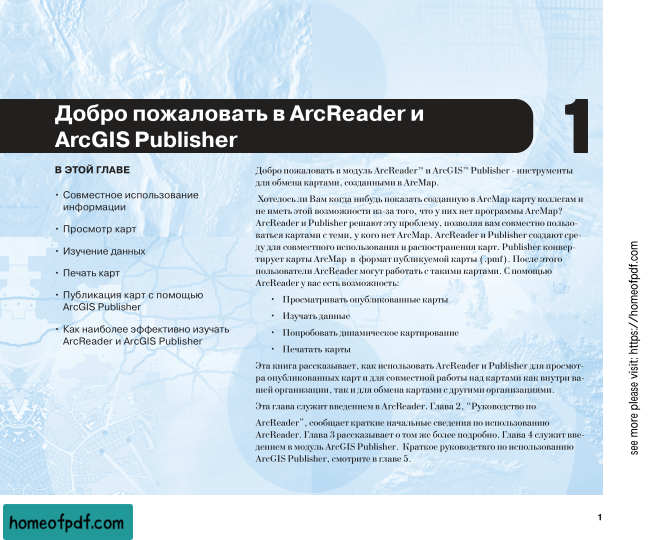 Добро пожаловать в ArcReader и
ArcGIS Publisher
1
В ЭТОЙ ГЛАВЕ
• Совместное использование
информации
• Просмотр карт
• Изучение данных
• Печать карт
• Публикация карт с помощью
ArcGIS Publisher
• Как наиболее эффективно изучать
ArcReader и ArcGIS Publisher
Добро пожаловать в модуль ArcReader™ и ArcGIS™ Publisher - инструменты
для обмена картами, созданными в ArcMap.
Хотелось ли Вам когда нибудь показать созданную в ArcMap карту коллегам и
не иметь этой возможности из-за того, что у них нет программы ArcMap?
ArcReader и Publisher решают эту проблему, позволяя вам совместно пользо-
ваться картами с теми, у кого нет ArcMap. ArcReader и Publisher создают сре-
ду для совместного использования и распостранения карт. Publisher конвер-
тирует карты ArcMap в формат публикуемой карты (.pmf). После этого
пользователи ArcReader могут работать с такими картами. С помощью
ArcReader у вас есть возможность:
• Просматривать опубликованные карты
• Изучать данные
• Попробовать динамическое картирование
• Печатать карты
Эта книга рассказывает, как использовать ArcReader и Publisher для просмот-
ра опубликованных карт и для совместной работы над картами как внутри ва-
шей организации, так и для обмена картами с другими организациями.
Эта глава служит введением в ArcReader. Глава 2, "Руководство по
ArcReader", сообщает краткие начальные сведения по использованию
ArcReader. Глава 3 рассказывает о том же более подробно. Глава 4 служит вве-
дением в модуль ArcGIS Publisher. Краткое руководствго по использованию
ArcGIS Publisher, смотрите в главе 5.
1
see more please visit: https://homeofpdf.com
homeofpdf.com